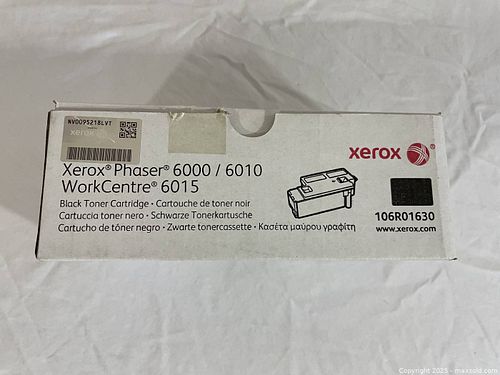 NVD095218LVT
xerox
xerox
Xerox® Phaser® 6000 / 6010
WorkCentre® 6015
Black Toner Cartridge • Cartouche de toner noir
Cartuccia toner nero • Schwarze Tonerkartusche
Cartucho de tóner negro • Zwarte tonercassette • Κασέτα μαύρου γραφίτη
106R01630
www.xerox.com
Copyright 2025 - maxsold.com